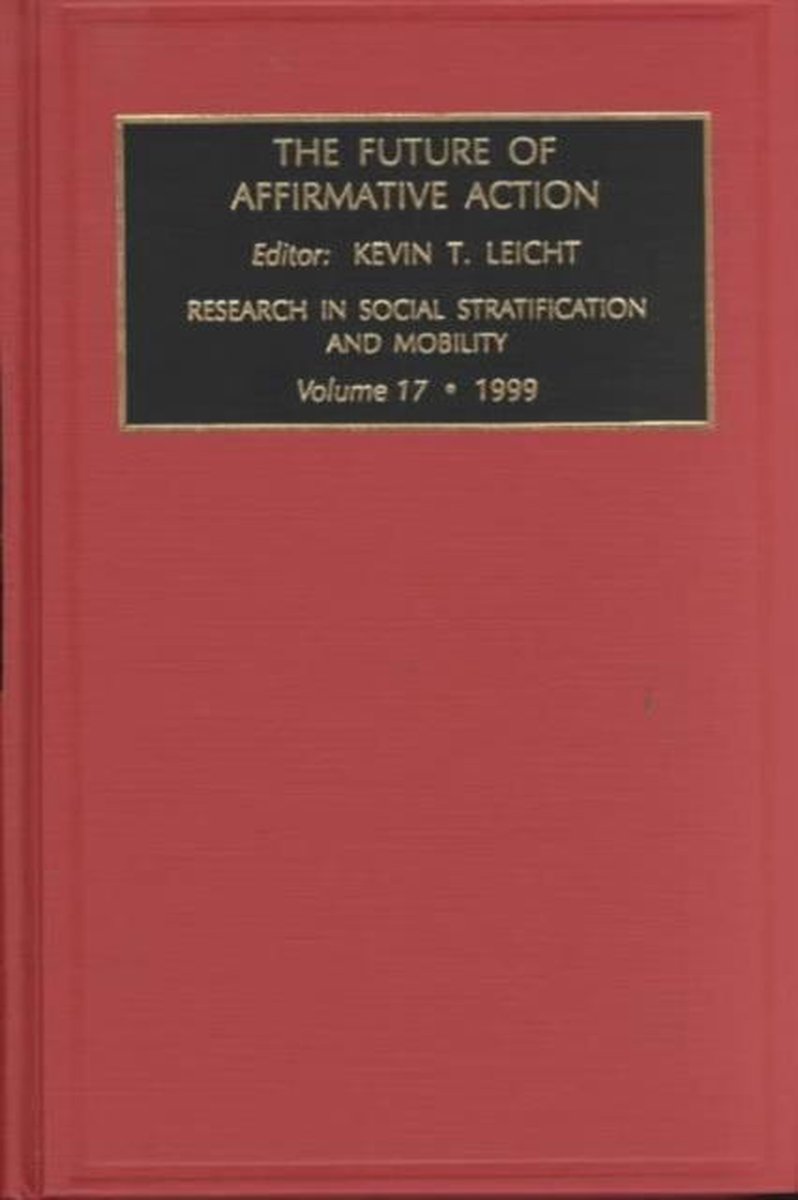 THE FUTURE OF
AFFIRMATIVE ACTION
Editor: KEVIN T. LEICHT
RESEARCH IN SOCIAL STRATIFICATION
AND MOBILITY
Volume 17 • 1999